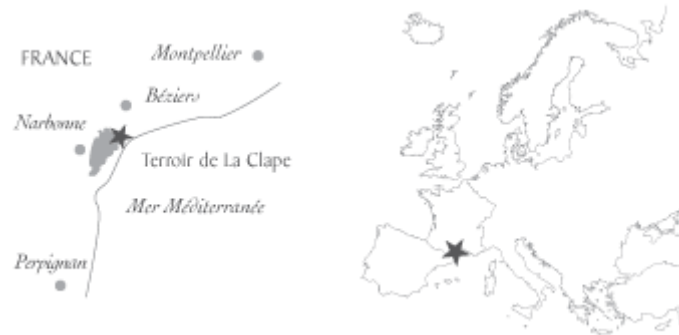 Montpellier
FRANCE
Béziers
Narbonne
Terroir de La Clape
Mer Méditerranée
Perpignan